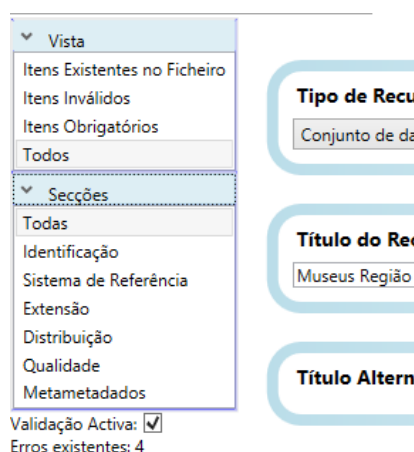 Vista
Itens Existentes no Ficheiro
Itens Inválidos
Itens Obrigatórios
Todos
Secções
Todas
Identificação
Sistema de Referência
Extensão
Distribuição
Qualidade
Metametadados
Validação Activa:
Erros existentes: 4
Tipo de Recu
Conjunto de da
Título do Re
Museus Região
Título Altern